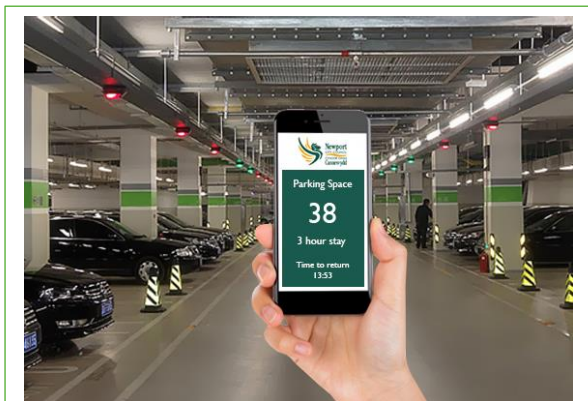 Newport
Casnewydd
Parking Space
38
3 hour stay
Time to return
13:53